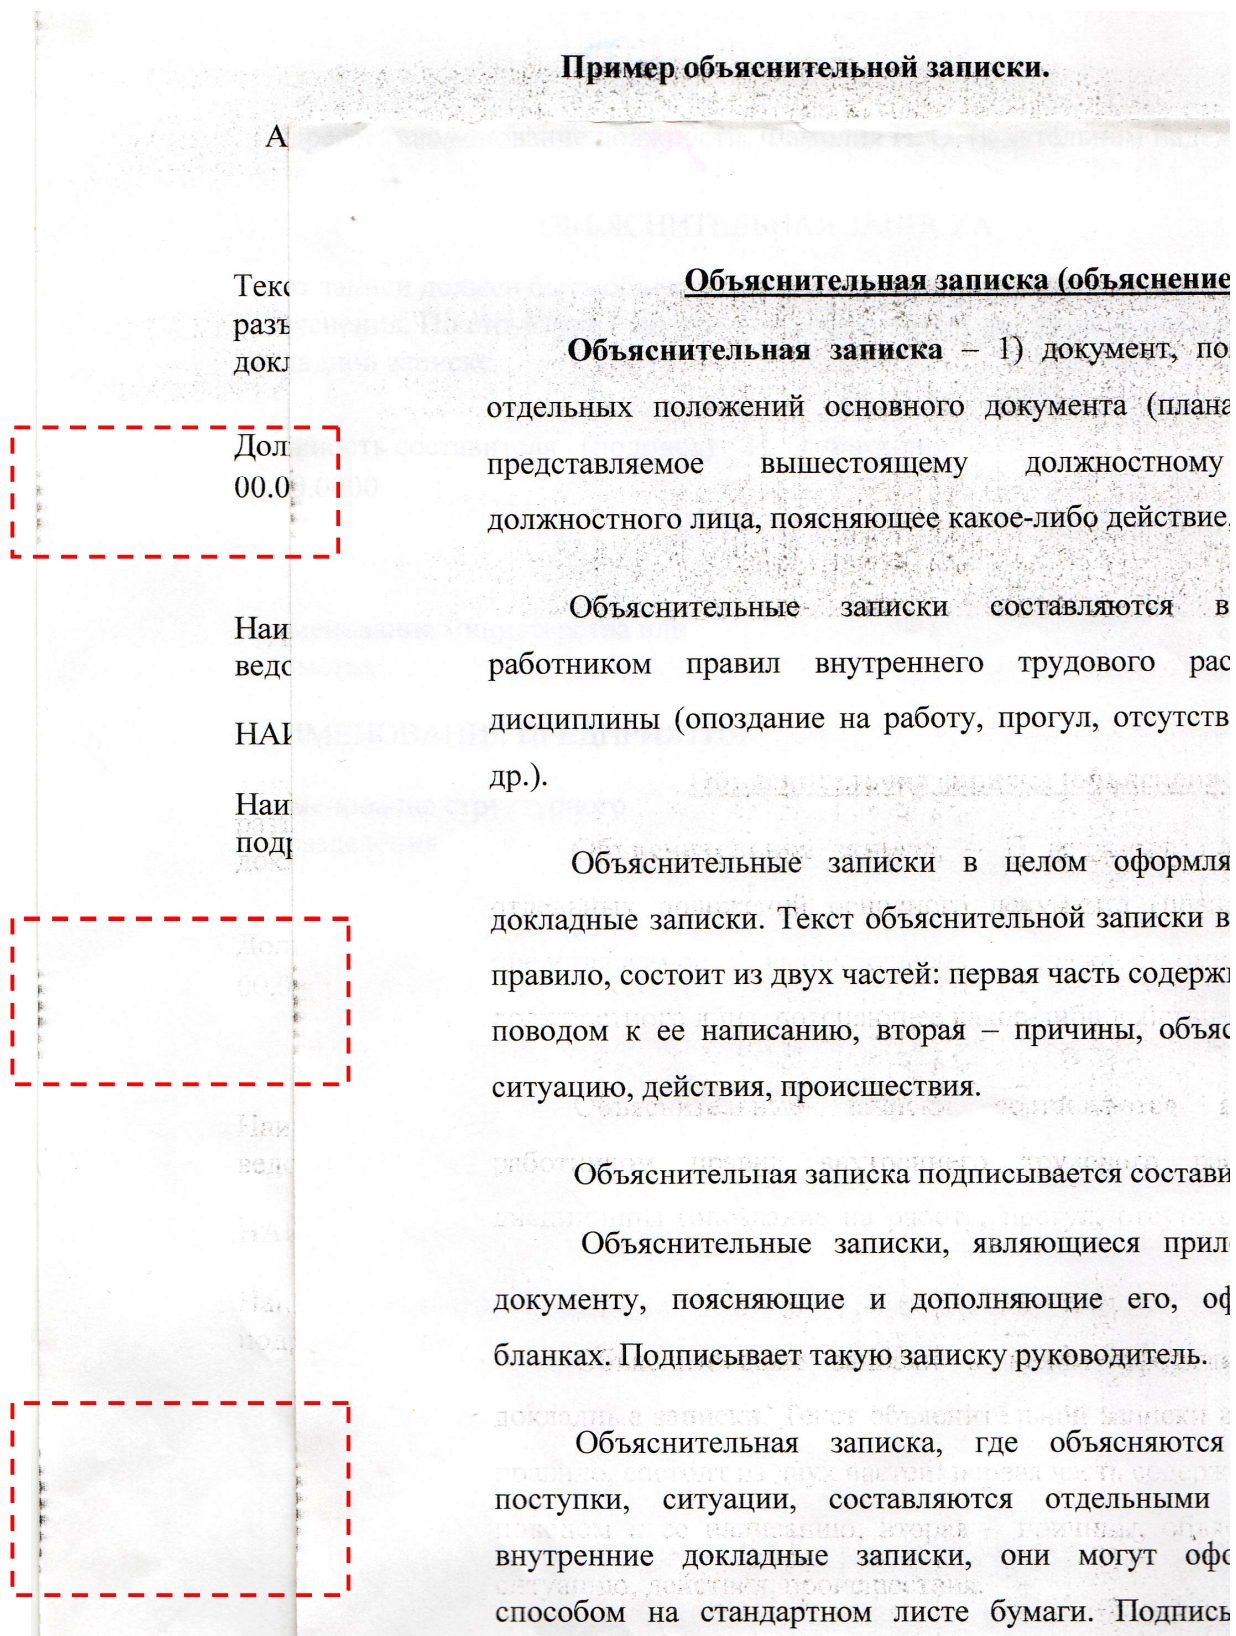 Пример объяснительной записки.
А
Объяснительная записка (объяснение
Текс
разъ
докл
Объяснительная записка – 1) документ, по
отдельных положений основного документа (плана
Дол
представляемое вышестоящему должностному
00.0
должностного лица, поясняющее какое-либо действие,
Объяснительные записки составляются в
Наи
ведо
работником правил внутреннего трудового рас
НАИ
дисциплины (опоздание на работу, прогул, отсутств
др.).
Наи
подр
Объяснительные записки в целом оформля
докладные записки. Текст объяснительной записки в
правило, состоит из двух частей: первая часть содерж
поводом к ее написанию, вторая – причины, объяс
ситуацию, действия, происшествия.
Объяснительная записка подписывается состави
Объяснительные записки, являющиеся прил
документу, поясняющие и дополняющие его, оф
бланках. Подписывает такую записку руководитель.
Объяснительная записка, где объясняются
поступки, ситуации, составляются отдельными
внутренние докладные записки, они могут офо
способом на стандартном листе бумаги. Подпись